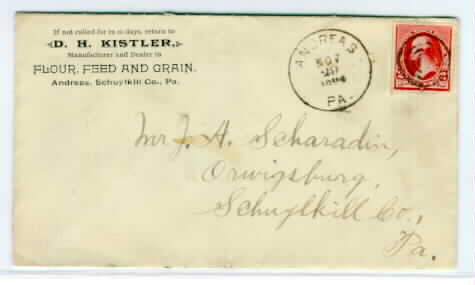 If not called for in 10 days, return to
D. H. KISTLER,
Manufacturer and Dealer in
FLOUR, FEED AND GRAIN.
Andreas, Schuylkill Co., Pa.
ANDREAS
NOV
PA.
Mr J. A. Scharadin,
Orwigsburg,
Schuylkill Co.,
Pa.